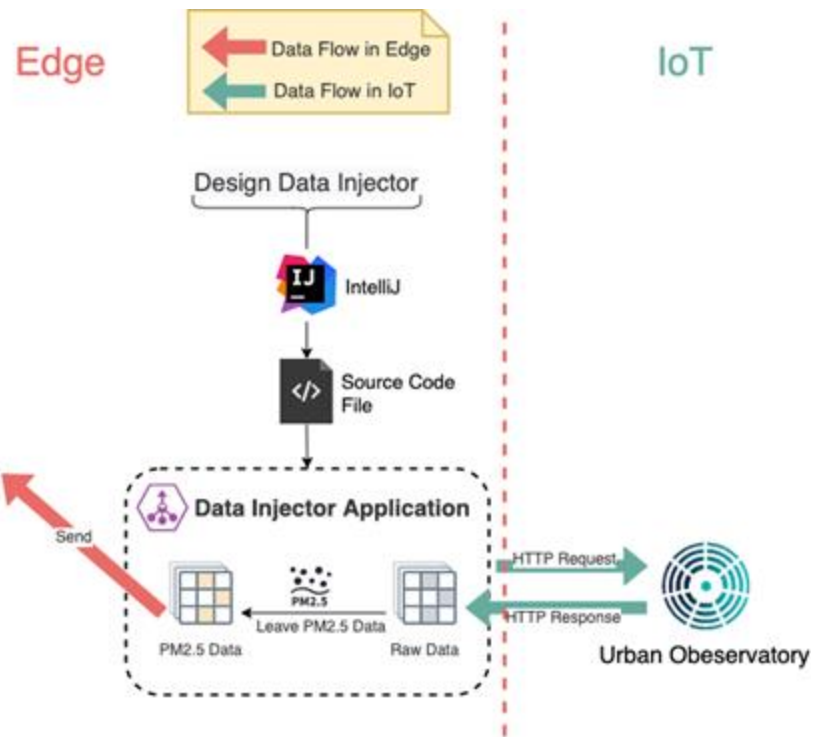 Edge
Data Flow in Edge
Data Flow in IoT
IoT
Design Data Injector
IJ
IntelliJ
</>
Source Code
File
Data Injector Application
Send
PM2.5
Leave PM2.5 Data
PM2.5 Data
Raw Data
HTTP Request
HTTP Response
Urban Obeservatory